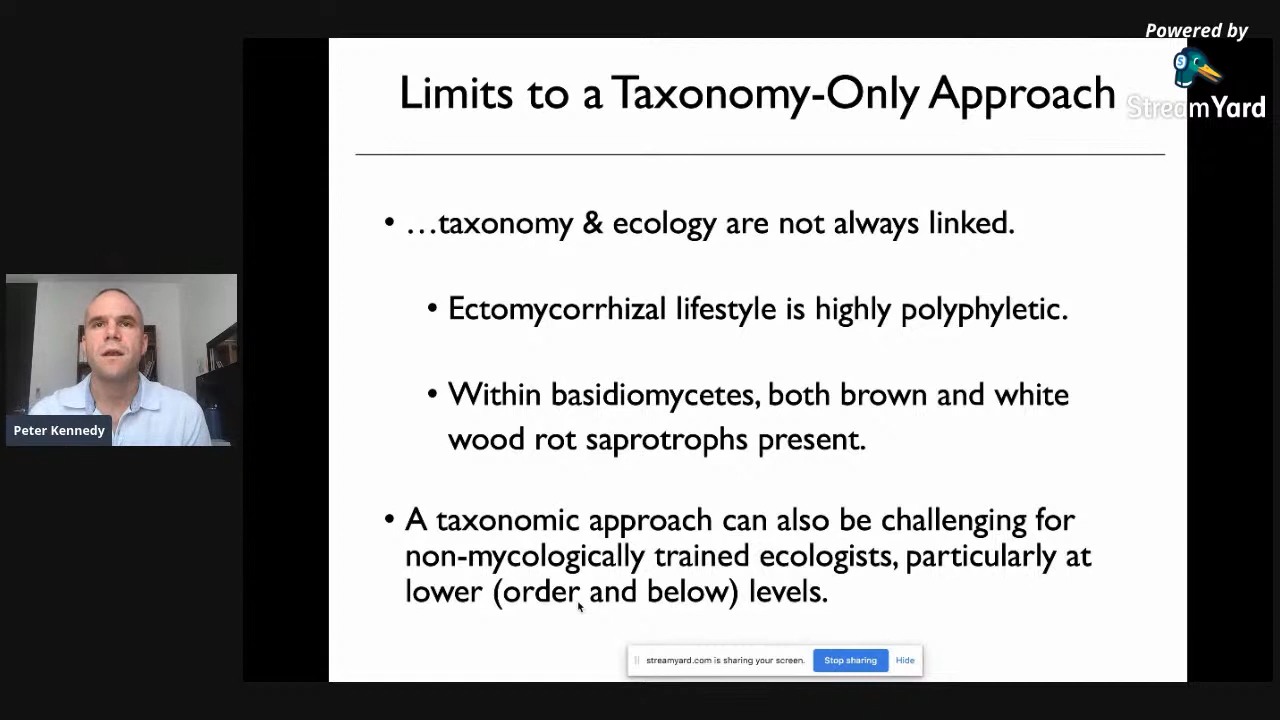 Powered by
StreamYard
Limits to a Taxonomy-Only Approach
• …taxonomy & ecology are not always linked.
• Ectomycorrhizal lifestyle is highly polyphyletic.
• Within basidiomycetes, both brown and white
wood rot saprotrophs present.
• A taxonomic approach can also be challenging for
non-mycologically trained ecologists, particularly at
lower (order and below) levels.
Peter Kennedy
streamyard.com is sharing your screen.
Stop sharing
Hide